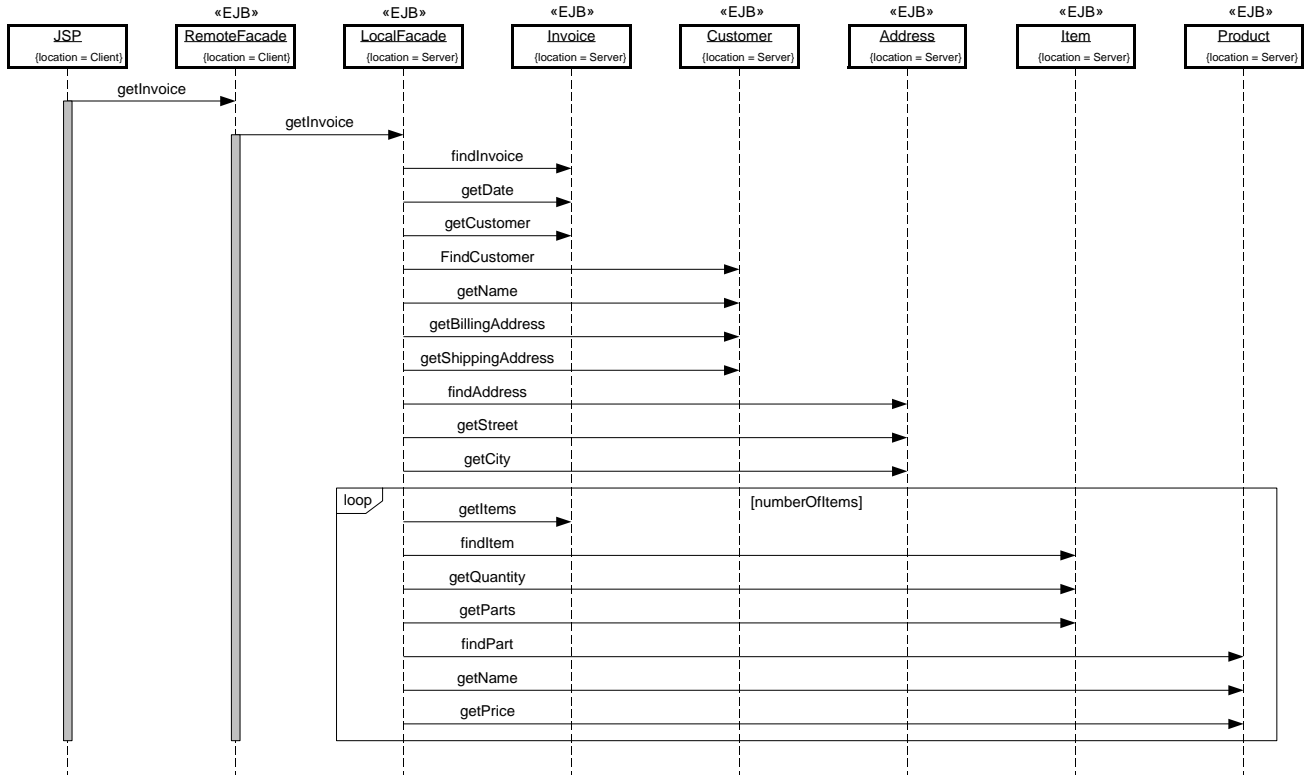 «EJB» «EJB» «EJB» «EJB» «EJB» «EJB» «EJB»
JSP RemoteFacade LocalFacade Invoice Customer Address Item Product
{location = Client} {location = Client} {location = Server} {location = Server} {location = Server} {location = Server} {location = Server} {location = Server}
getInvoice
getInvoice
findInvoice
getDate
getCustomer
FindCustomer
getName
getBillingAddress
getShippingAddress
findAddress
getStreet
getCity
loop [numberOfItems]
getItems
findItem
getQuantity
getParts
findPart
getName
getPrice